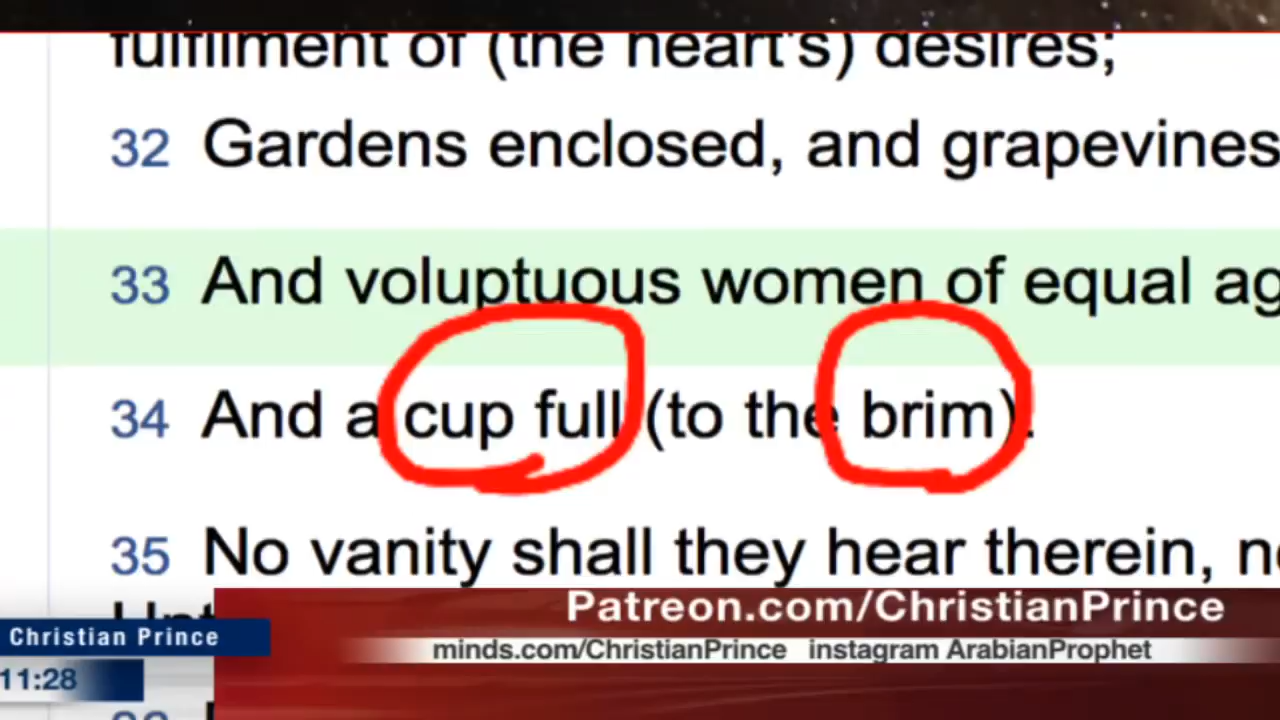 fulfilment of (the heart's) desires;
32 Gardens enclosed, and grapevines
33 And voluptuous women of equal ag
34 And a cup full (to the brim).
35 No vanity shall they hear therein, n
Patreon.com/ChristianPrince
Christian Prince
minds.com/ChristianPrince instagram ArabianProphet
11:28